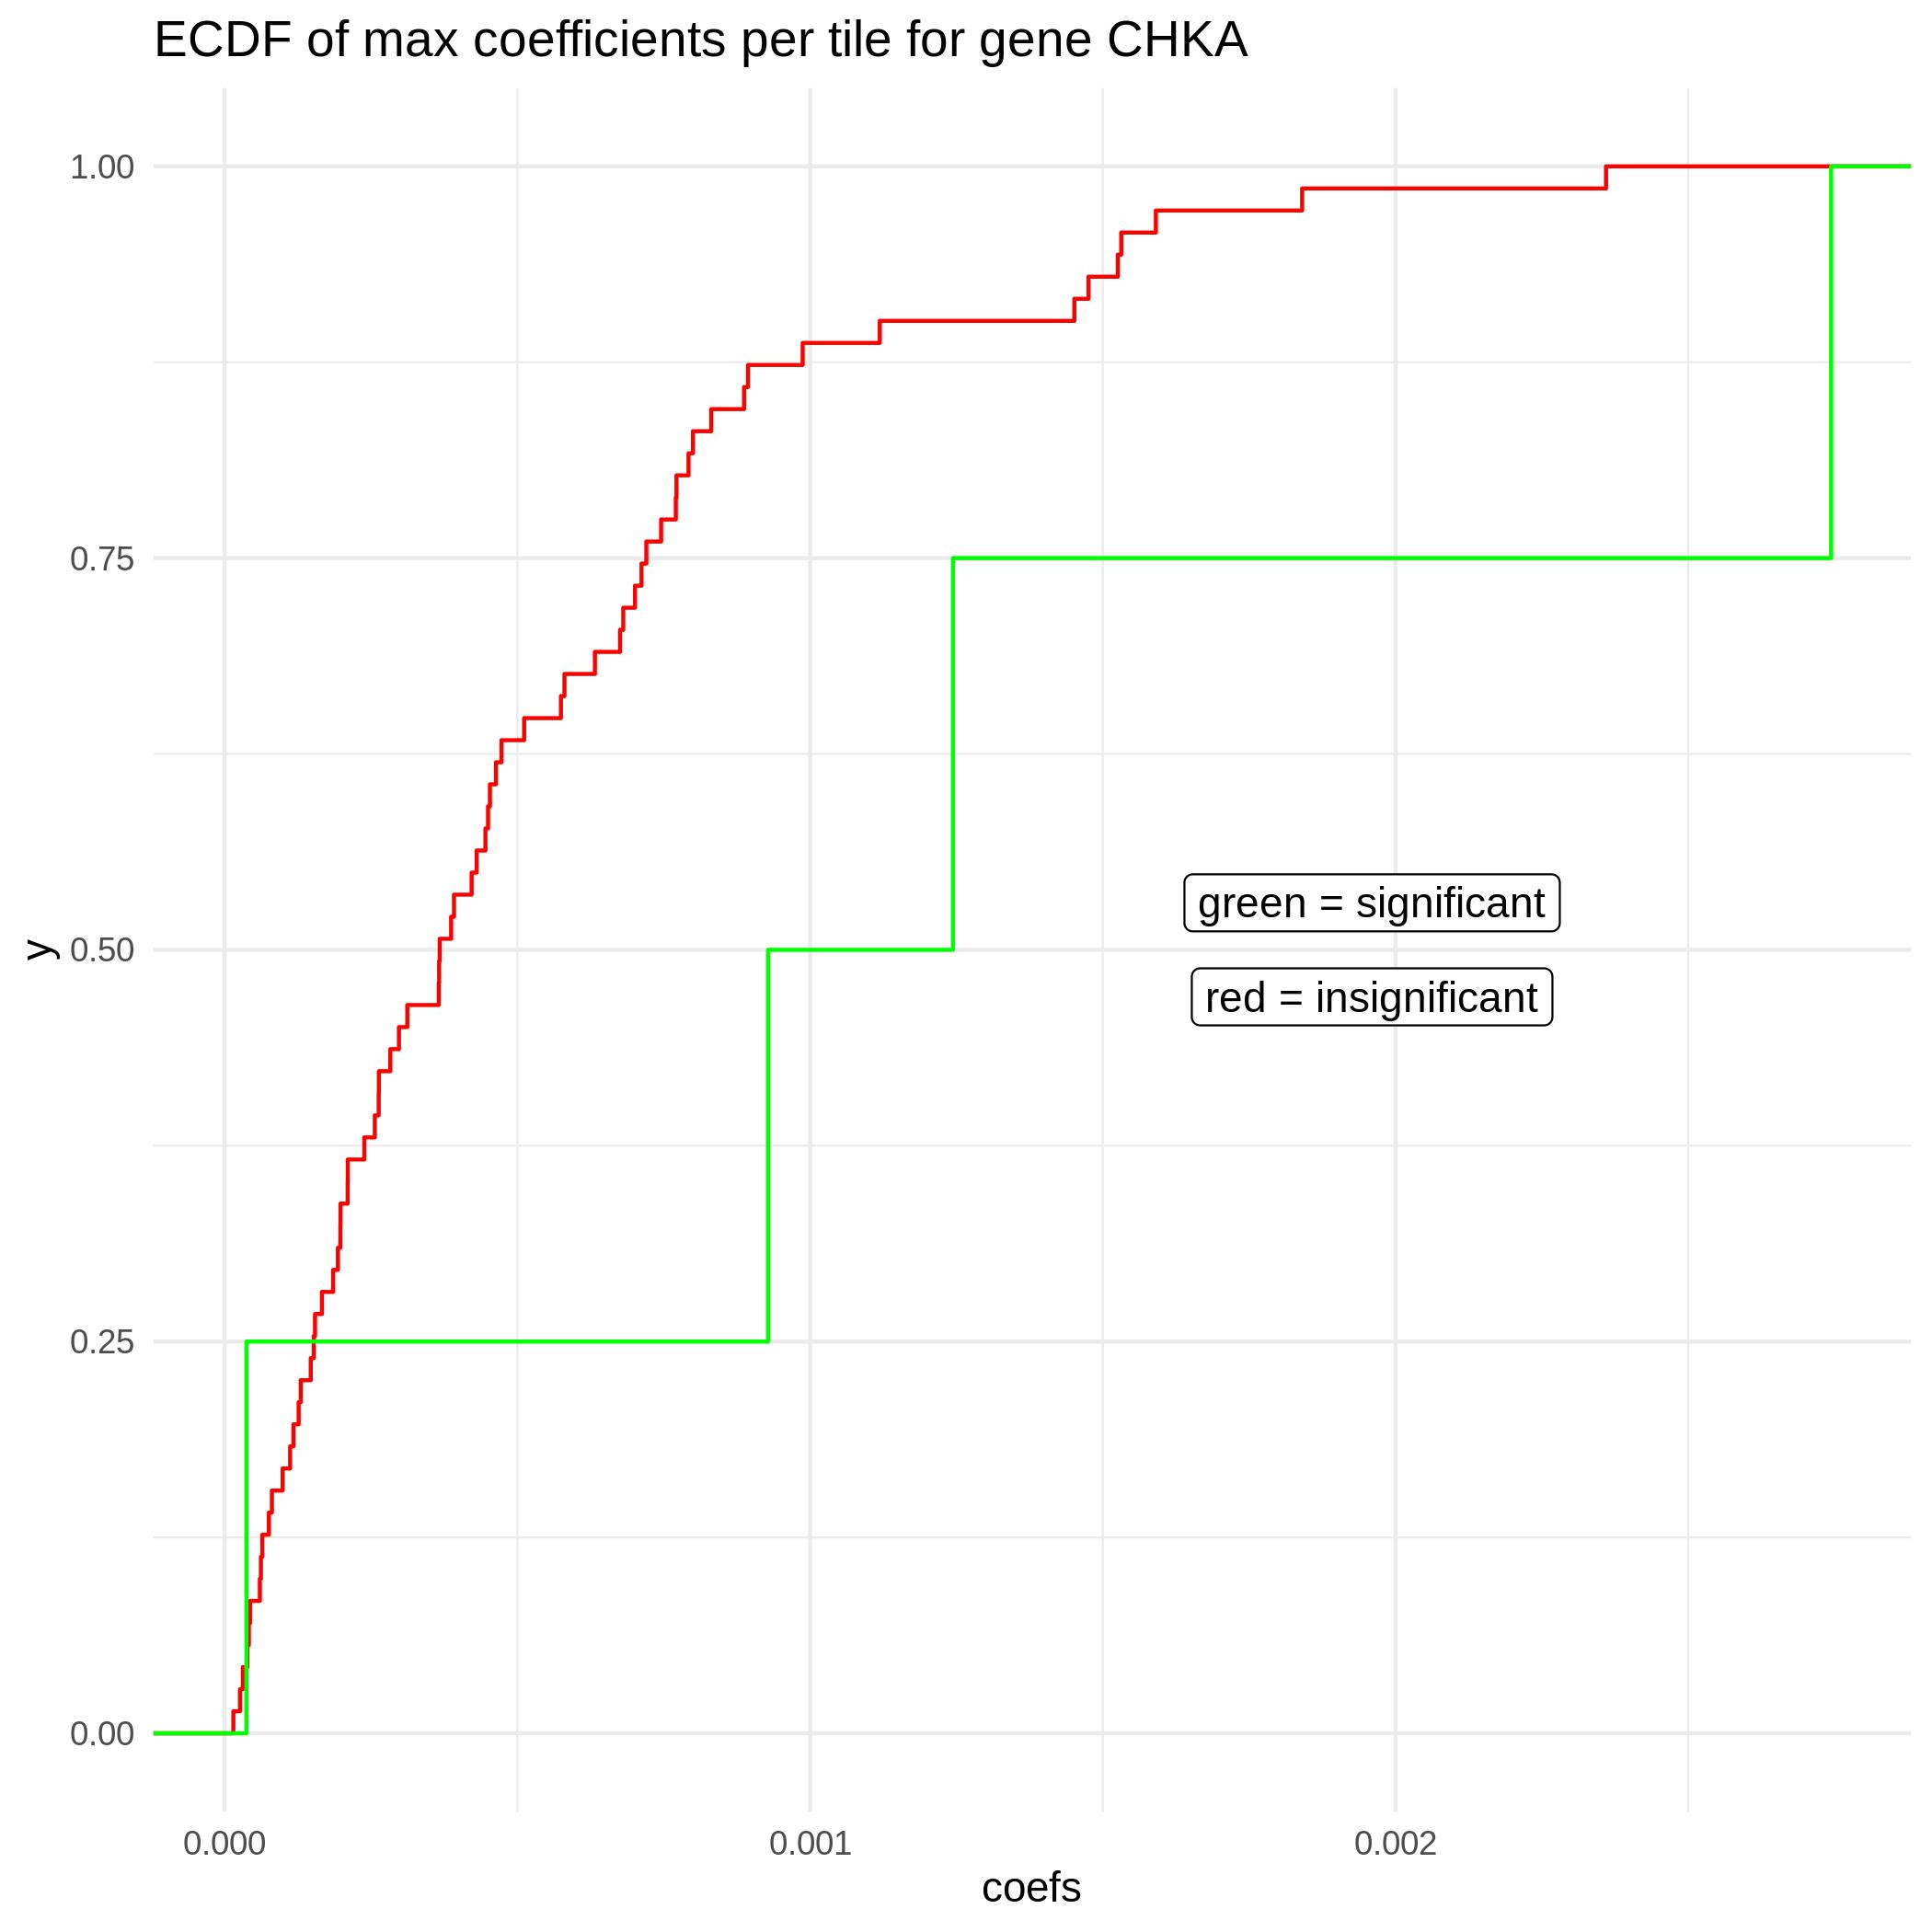 ECDF of max coefficients per tile for gene CHKA
1.00
0.75
0.50
0.25
0.00
y
green = significant
red = insignificant
0.000
0.001
0.002
coefs